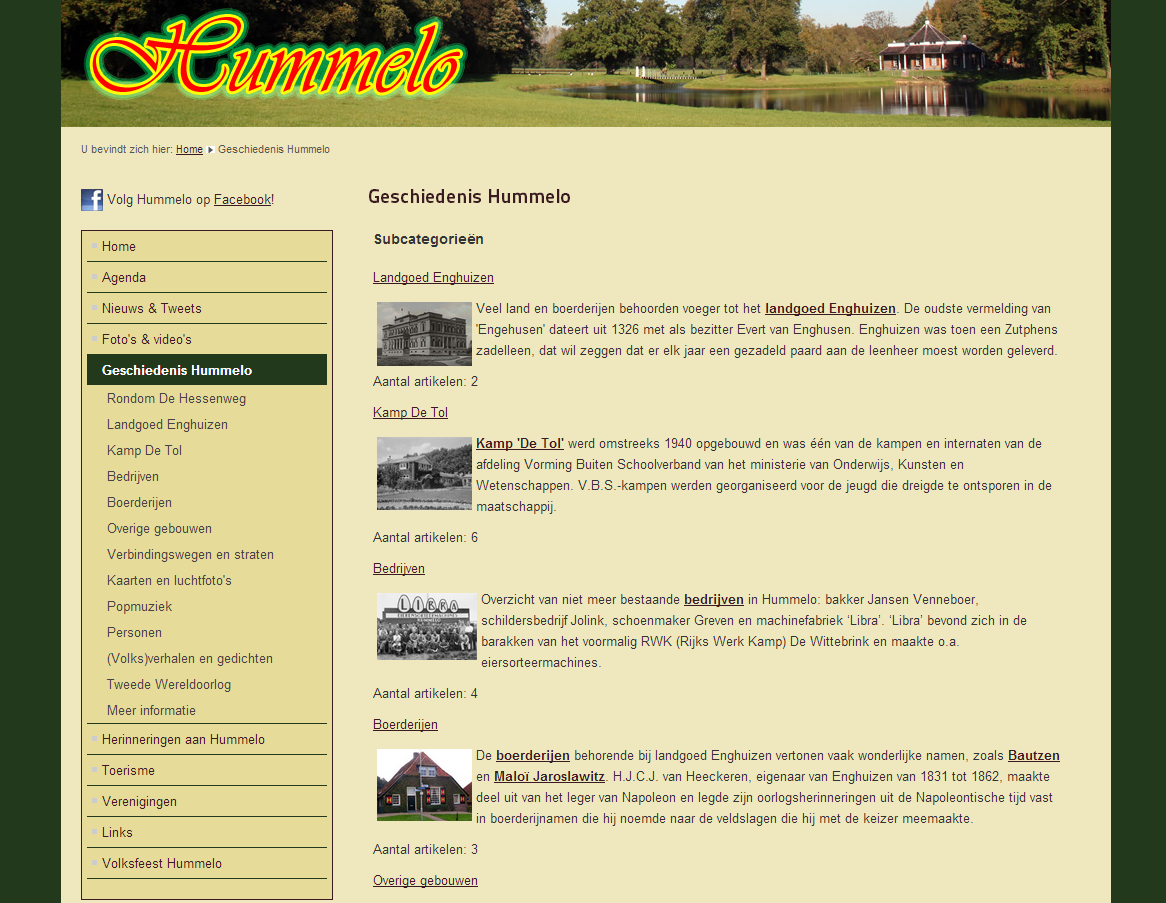 Hummelo
U bevindt zich hier: Home Geschiedenis Hummelo
Volg Hummelo op Facebook!
Home
Agenda
Nieuws & Tweets
Foto's & video's
Geschiedenis Hummelo
Rondom De Hessenweg
Landgoed Enghuizen
Kamp De Tol
Bedrijven
Boerderijen
Overige gebouwen
Verbindingswegen en straten
Kaarten en luchtfoto's
Popmuziek
Personen
(Volks)verhalen en gedichten
Tweede Wereldoorlog
Meer informatie
Herinneringen aan Hummelo
Toerisme
Verenigingen
Links
Volksfeest Hummelo
Geschiedenis Hummelo
Subcategorieën
Landgoed Enghuizen
Veel land en boerderijen behoorden voeger tot het landgoed Enghuizen. De oudste vermelding van
'Engehusen' dateert uit 1326 met als bezitter Evert van Enghusen. Enghuizen was toen een Zutphens
zadelleen, dat wil zeggen dat er elk jaar een gezadeld paard aan de leenheer moest worden geleverd.
Aantal artikelen: 2
Kamp De Tol
Kamp 'De Tol' werd omstreeks 1940 opgebouwd en was één van de kampen en internaten van de
afdeling Vorming Buiten Schoolverband van het ministerie van Onderwijs, Kunsten en
Wetenschappen. V.B.S.-kampen werden georganiseerd voor de jeugd die dreigde te ontsporen in de
maatschappij.
Aantal artikelen: 6
Bedrijven
LIBRA
HUMMELO
Overzicht van niet meer bestaande bedrijven in Hummelo: bakker Jansen Venneboer,
schildersbedrijf Jolink, schoenmaker Greven en machinefabriek ‘Libra’. ‘Libra’ bevond zich in de
barakken van het voormalig RWK (Rijks Werk Kamp) De Wittebrink en maakte o.a.
eiersorteermachines.
Aantal artikelen: 4
Boerderijen
De boerderijen behorende bij landgoed Enghuizen vertonen vaak wonderlijke namen, zoals Bautzen
en Maloï Jaroslawitz. H.J.C.J. van Heeckeren, eigenaar van Enghuizen van 1831 tot 1862, maakte
deel uit van het leger van Napoleon en legde zijn oorlogsherinneringen uit de Napoleontische tijd vast
in boerderijnamen die hij noemde naar de veldslagen die hij met de keizer meemaakte.
Aantal artikelen: 3
Overige gebouwen